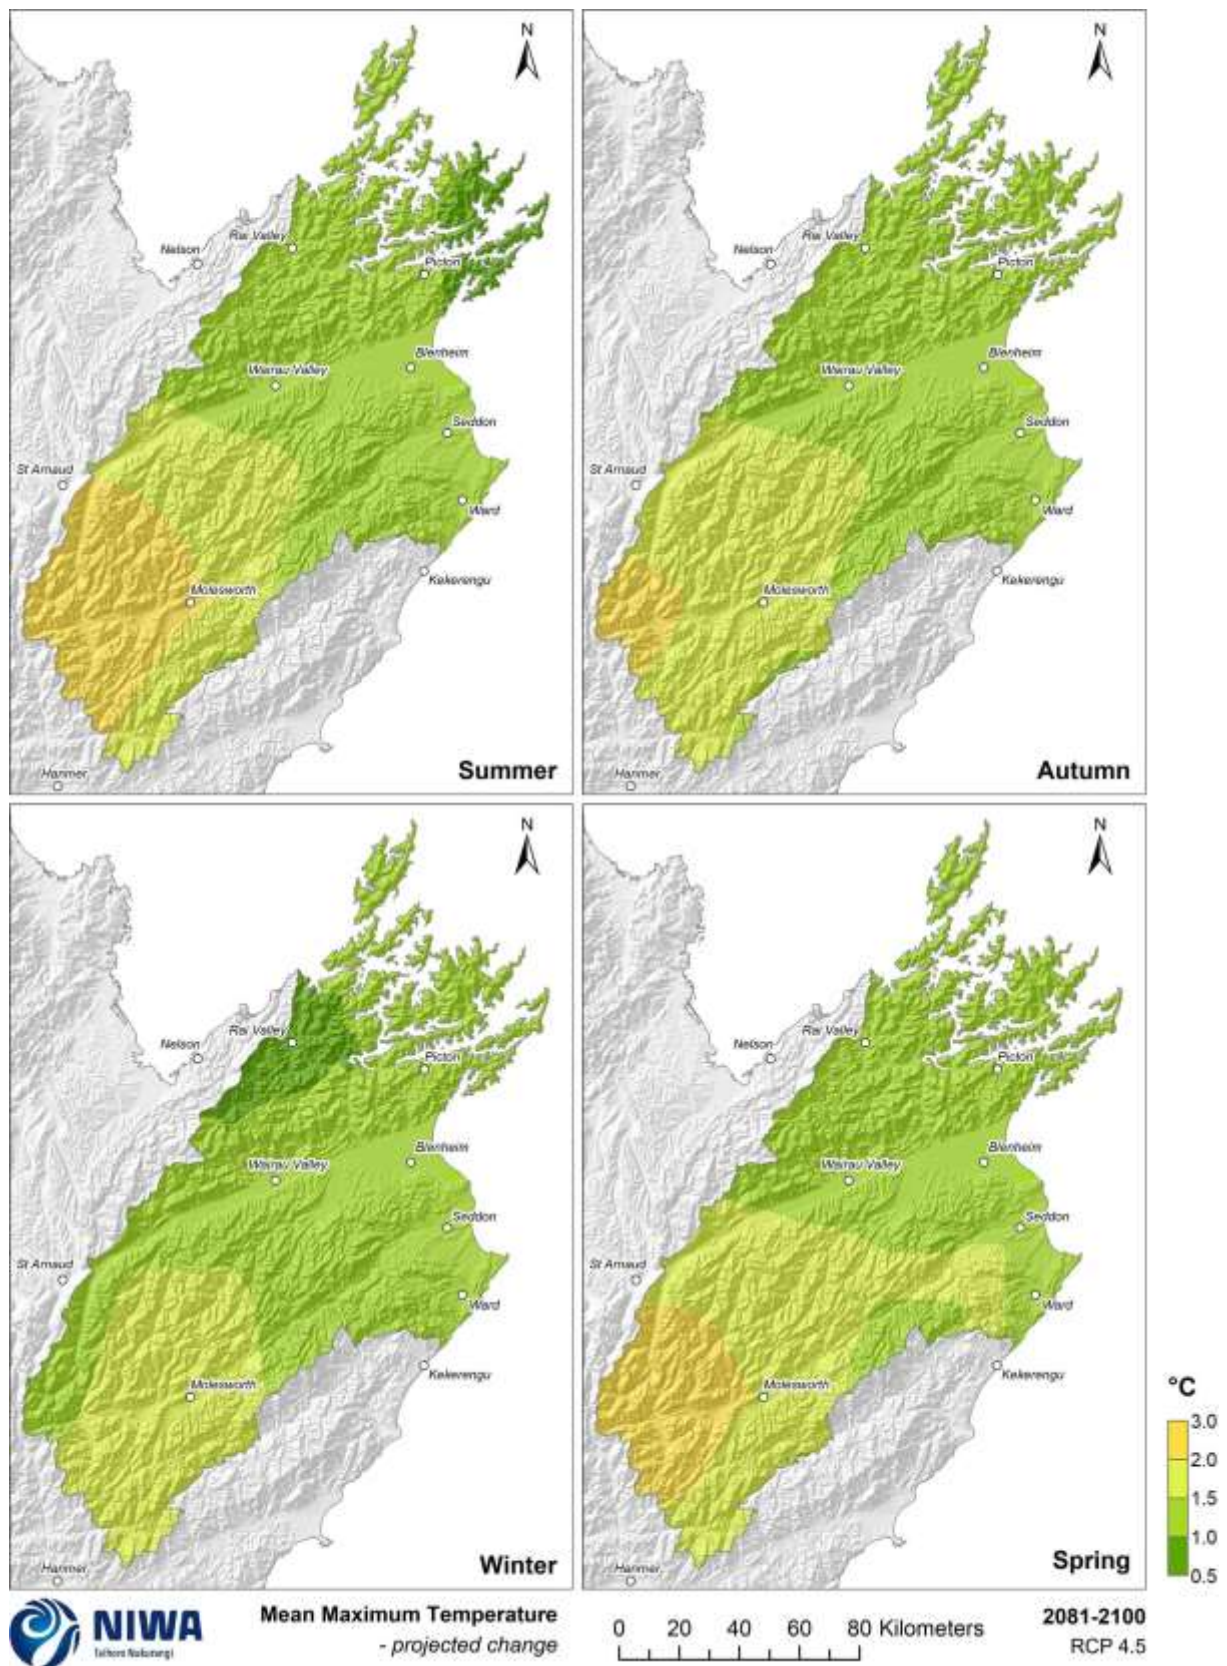 N
Nelson
Rai Valley
Picton
Wairau Valley
Blenheim
Seddon
St Arnaud
Ward
Molesworth
Kekerengu
Hanmer
Summer
N
Nelson
Rai Valley
Picton
Wairau Valley
Blenheim
Seddon
St Arnaud
Ward
Molesworth
Kekerengu
Hanmer
Autumn
N
Nelson
Rai Valley
Picton
Wairau Valley
Blenheim
Seddon
St Arnaud
Ward
Molesworth
Kekerengu
Hanmer
Winter
N
Nelson
Rai Valley
Picton
Wairau Valley
Blenheim
Seddon
St Arnaud
Ward
Molesworth
Kekerengu
Hanmer
Spring
°C
3.0
2.0
1.5
1.0
0.5
NIWA
Taihoro Nukurangi
Mean Maximum Temperature
- projected change
0 20 40 60 80 Kilometers
2081-2100
RCP 4.5